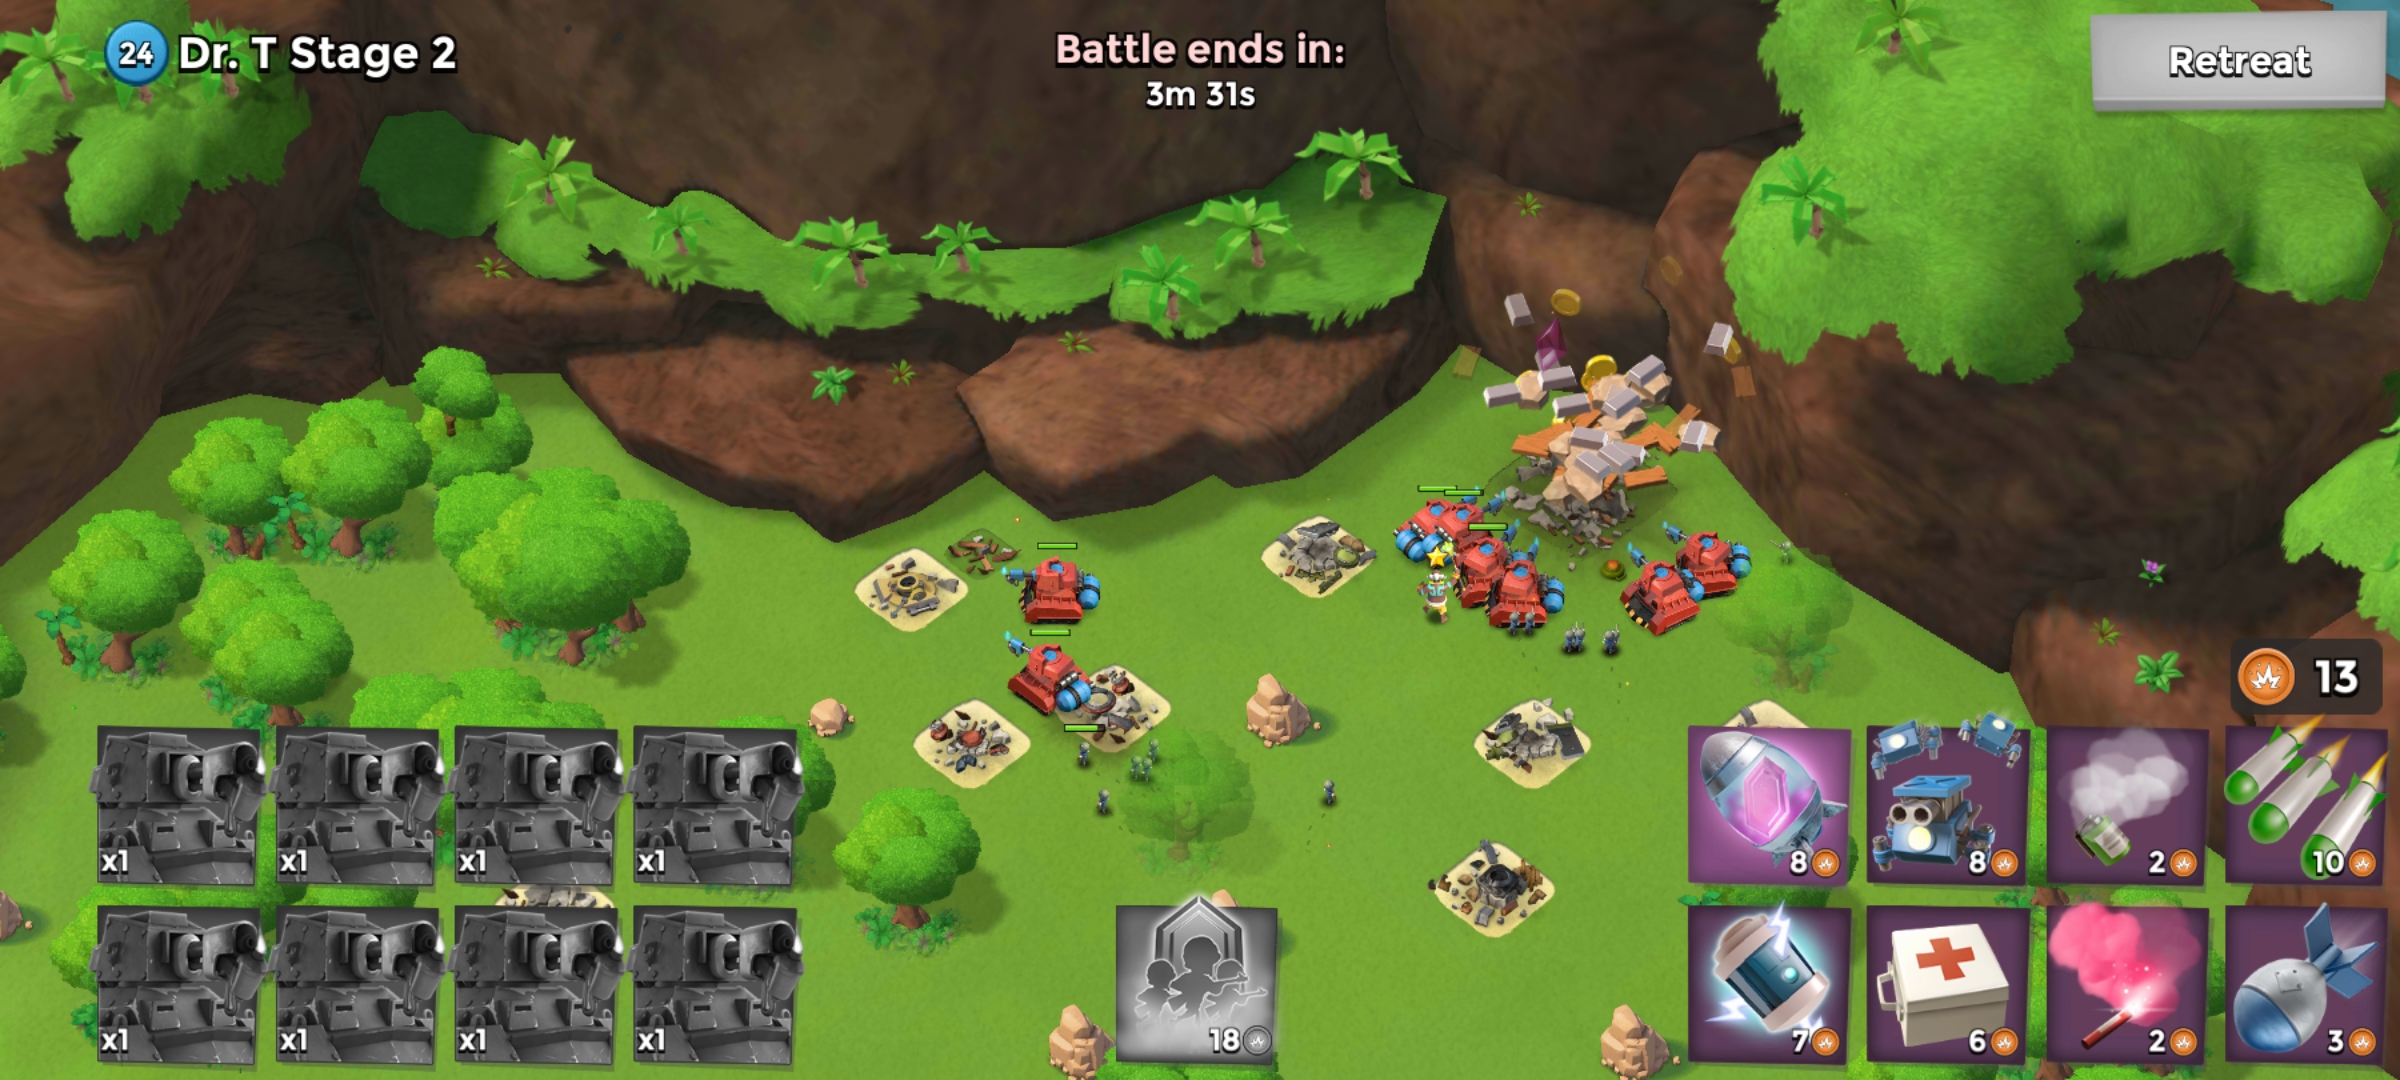 24 Dr. T Stage 2
Battle ends in:
3m 31s
Retreat
13
x1 x1 x1 x1
8 8 2 10
x1 x1 x1 x1
18
7 6 2 3